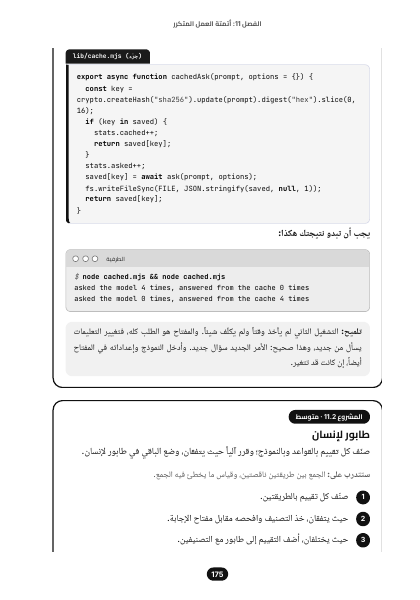 الفصل 11: أتمتة العمل المتكرر
lib/cache.mjs (جزء)
export async function cachedAsk(prompt, options = {}) {
  const key =
crypto.createHash("sha256").update(prompt).digest("hex").slice(0,
16);
  if (key in saved) {
    stats.cached++;
    return saved[key];
  }
  stats.asked++;
  saved[key] = await ask(prompt, options);
  fs.writeFileSync(FILE, JSON.stringify(saved, null, 1));
  return saved[key];
}
يجب أن تبدو نتيجتك هكذا:
الطرفية
$ node cached.mjs && node cached.mjs
asked the model 4 times, answered from the cache 0 times
asked the model 0 times, answered from the cache 4 times
تلميح: التشغيل الثاني لم يأخذ وقتاً ولم يكلّف شيئاً. والمفتاح هو الطلب كله، فتغيير التعليمات
يسأل من جديد، وهذا صحيح: الأمر الجديد سؤال جديد. وأدخل النموذج وإعداداته في المفتاح
أيضاً، إن كانت قد تتغير.
المشروع 11.2 · متوسط
طابور لإنسان
صنّف كل تقييم بالقواعد وبالنموذج؛ وقرر آلياً حيث يتفقان، وضع الباقي في طابور لإنسان.
ستتدرب على: الجمع بين طريقتين ناقصتين، وقياس ما يخطئ فيه الجمع.
1 صنّف كل تقييم بالطريقتين.
2 حيث يتفقان، خذ التصنيف وافحصه مقابل مفتاح الإجابة.
3 حيث يختلفان، أضف التقييم إلى طابور مع التصنيفين.
175